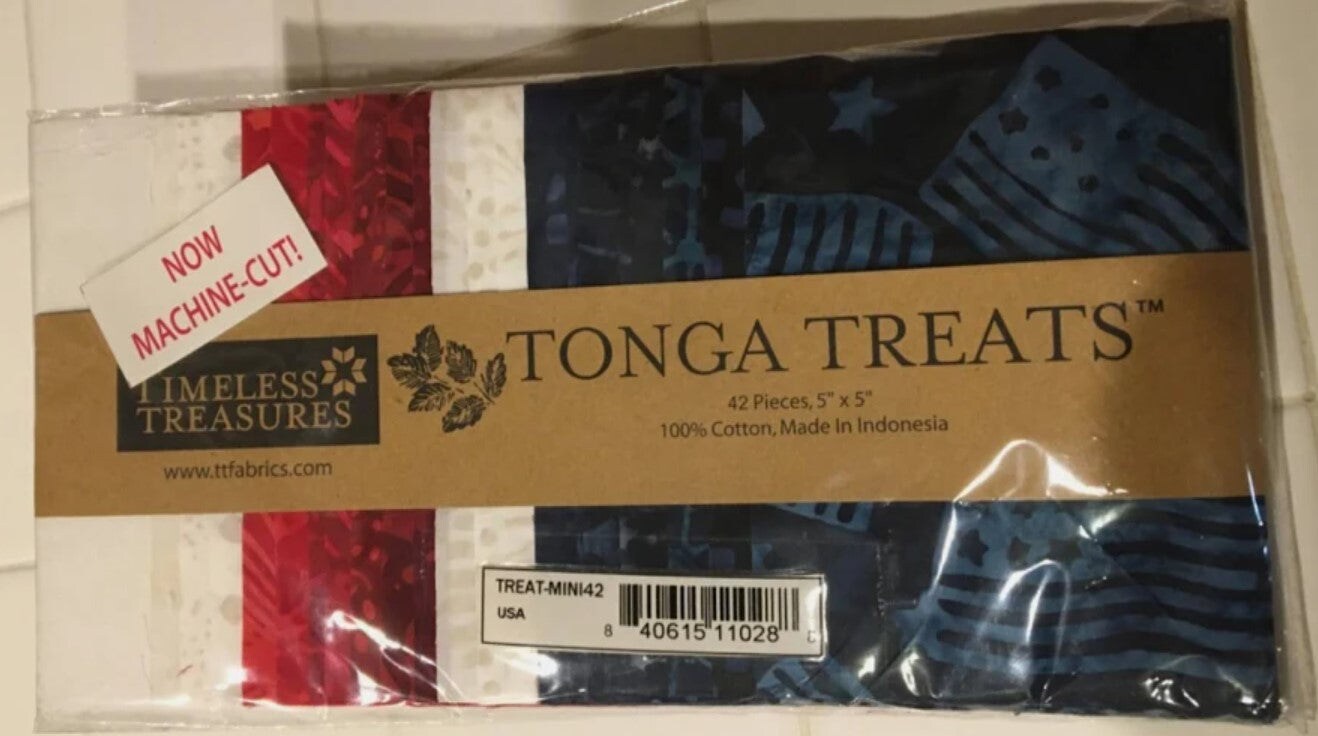 NOW
MACHINE-CUT!
TIMELESS
TREASURES
www.ttfabrics.com
TONGA TREATS™
42 Pieces, 5" x 5"
100% Cotton, Made In Indonesia
TREAT-MINI42
USA
8 40615 11028